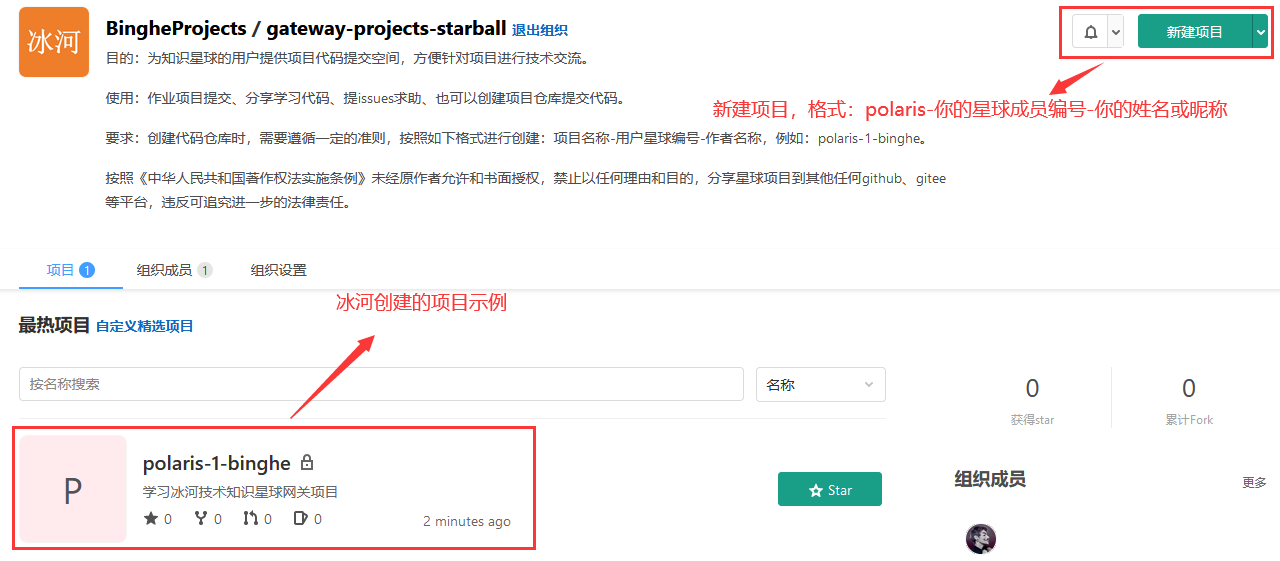 冰河
BingheProjects / gateway-projects-starball 退出组织
新建项目
目的：为知识星球的用户提供项目代码提交空间，方便针对项目进行技术交流。
使用：作业项目提交、分享学习代码、提issues求助、也可以创建项目仓库提交代码。
新建项目，格式：polaris-你的星球成员编号-你的姓名或昵称
要求：创建代码仓库时，需要遵循一定的准则，按照如下格式进行创建：项目名称-用户星球编号-作者名称，例如：polaris-1-binghe。
按照《中华人民共和国著作权法实施条例》未经原作者允许和书面授权，禁止以任何理由和目的，分享星球项目到其他任何github、gitee
等平台，违反可追究进一步的法律责任。
项目 1 组织成员 1 组织设置
冰河创建的项目示例
最热项目 自定义精选项目
按名称搜索 名称
0 0
获得star 累计Fork
P
polaris-1-binghe
学习冰河技术知识星球网关项目
0 0 0 0
2 minutes ago
Star
组织成员 更多